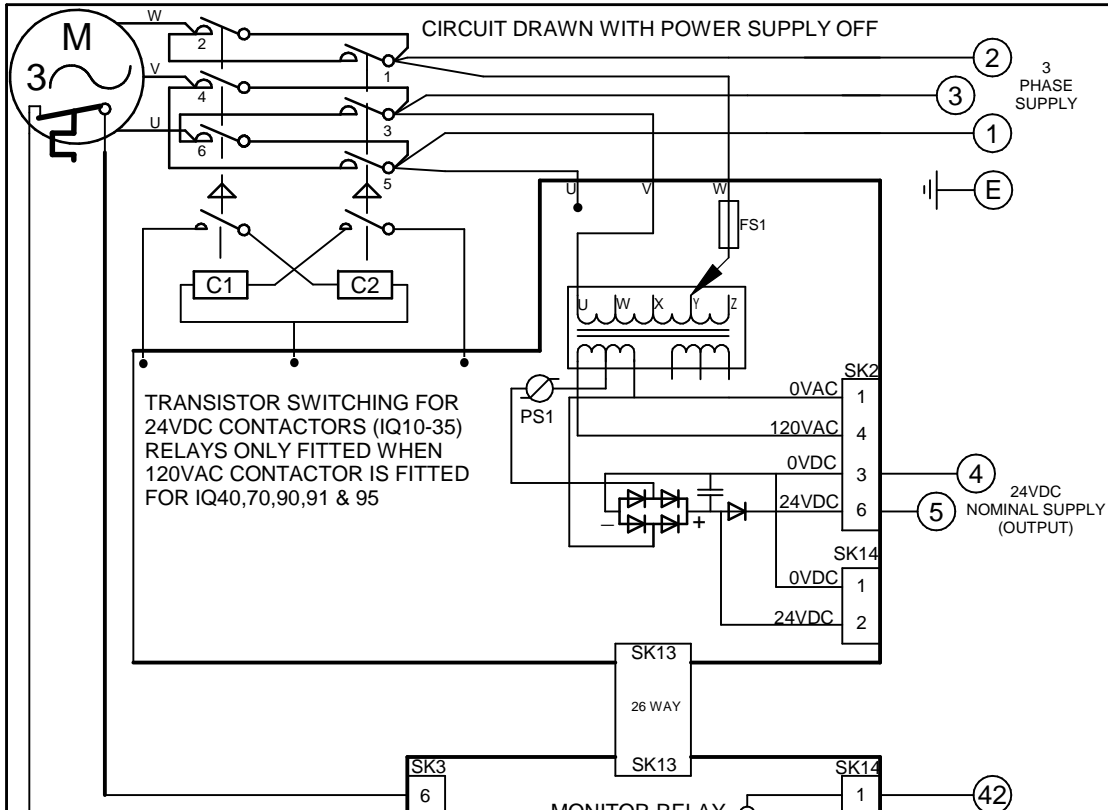 CIRCUIT DRAWN WITH POWER SUPPLY OFF
W
M
3
V
U
2
4
6
1
3
5
2
3
1
E
3
PHASE
SUPPLY
U
V
W
FS1
C1
C2
U
W
X
Y
Z
TRANSISTOR SWITCHING FOR
24VDC CONTACTORS (IQ10-35)
RELAYS ONLY FITTED WHEN
120VAC CONTACTOR IS FITTED
FOR IQ40,70,90,91 & 95
PS1
SK2
0VAC
1
120VAC
4
0VDC
3
4
24VDC
6
5
24VDC
NOMINAL SUPPLY
(OUTPUT)
– +
SK14
0VDC
1
24VDC
2
SK13
26 WAY
SK13
SK3
6
MONITOR RELAY
SK14
1
42